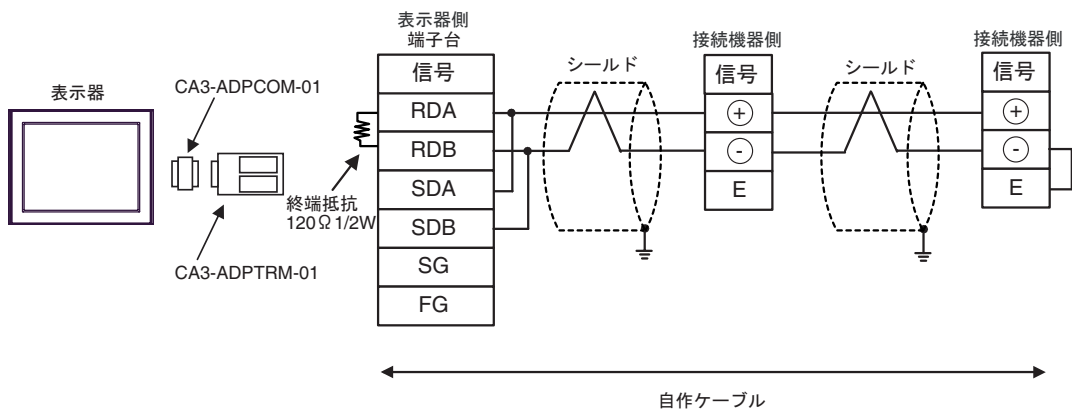 表示器
CA3-ADPCOM-01
CA3-ADPTRM-01
終端抵抗
120Ω 1/2W
表示器側
端子台
信号
RDA
RDB
SDA
SDB
SG
FG
シールド
接続機器側
信号
+
-
E
シールド
接続機器側
信号
+
-
E
自作ケーブル